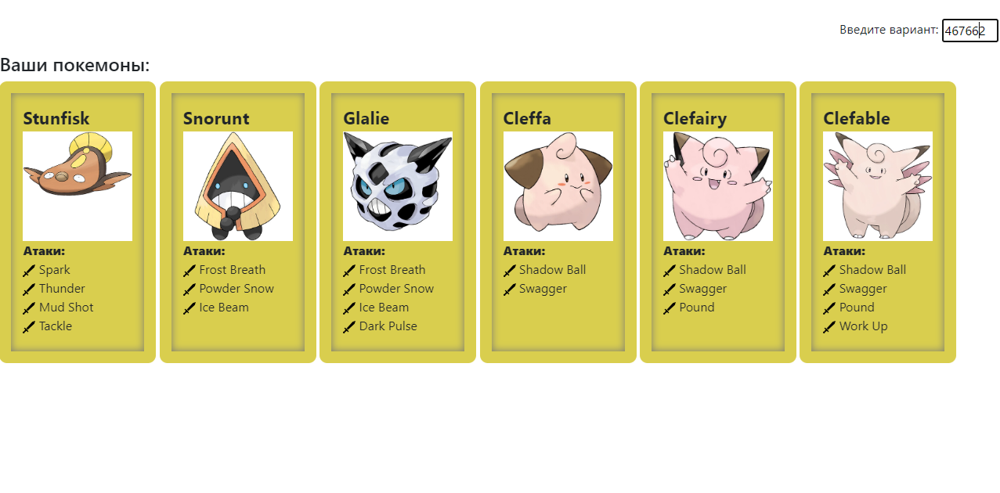 Введите вариант: 467662
Ваши покемоны:
Stunfisk
Атаки:
Spark
Thunder
Mud Shot
Tackle
Snorunt
Атаки:
Frost Breath
Powder Snow
Ice Beam
Glalie
Атаки:
Frost Breath
Powder Snow
Ice Beam
Dark Pulse
Cleffa
Атаки:
Shadow Ball
Swagger
Clefairy
Атаки:
Shadow Ball
Swagger
Pound
Clefable
Атаки:
Shadow Ball
Swagger
Pound
Work Up